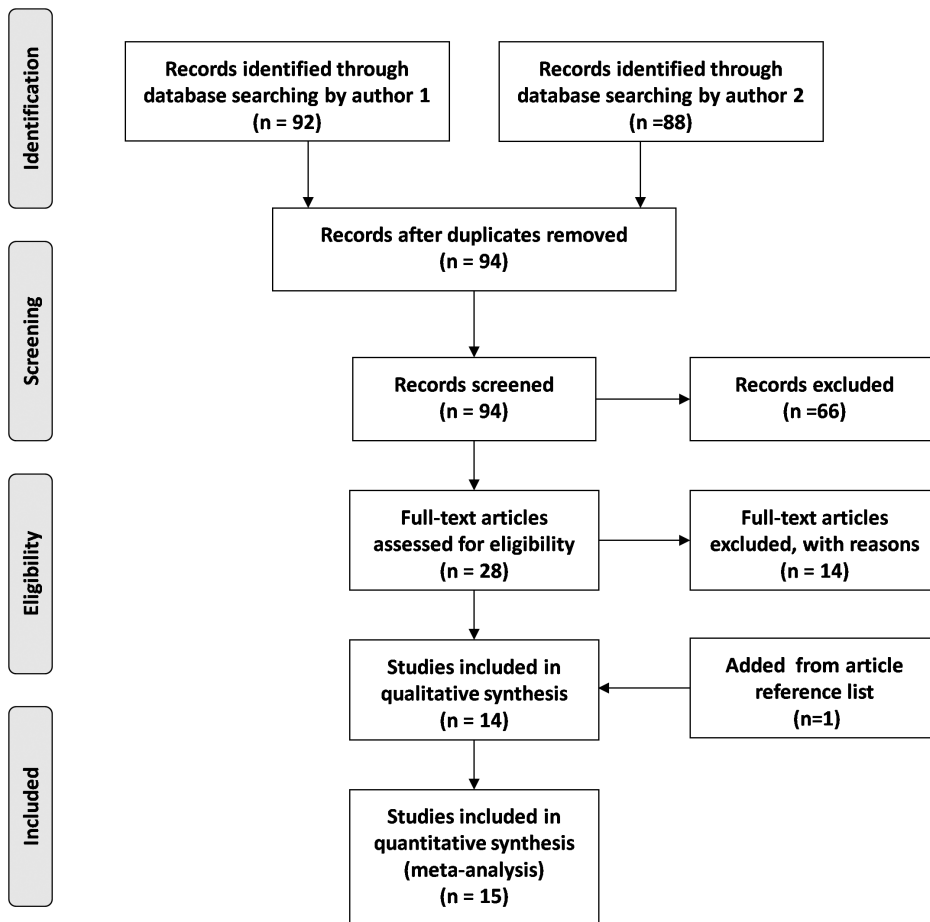 Identification
Records identified through
database searching by author 1
(n = 92)
Records identified through
database searching by author 2
(n =88)
Records after duplicates removed
(n = 94)
Screening
Records screened
(n = 94)
Records excluded
(n =66)
Eligibility
Full-text articles
assessed for eligibility
(n = 28)
Full-text articles
excluded, with reasons
(n = 14)
Studies included in
qualitative synthesis
(n = 14)
Added from article
reference list
(n=1)
Included
Studies included in
quantitative synthesis
(meta-analysis)
(n = 15)